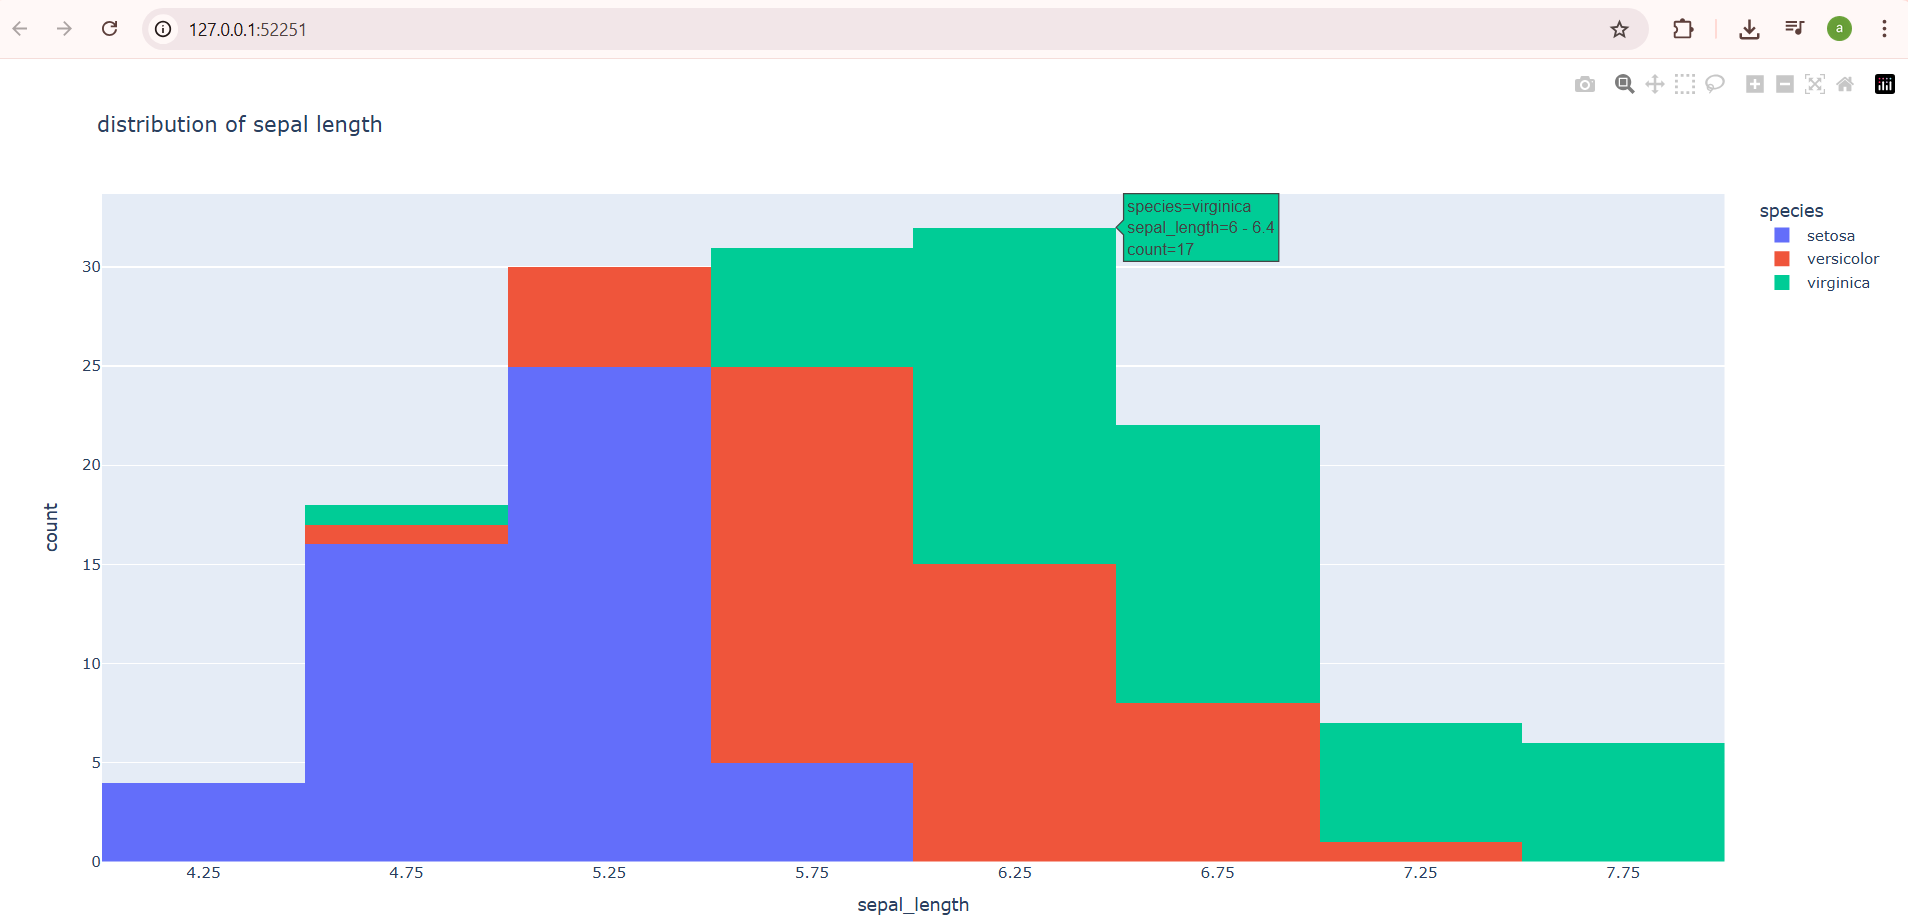 127.0.0.1:52251
a
distribution of sepal length
species=virginica
sepal_length=6 - 6.4
count=17
species
setosa
versicolor
virginica
30
25
20
15
10
5
0
count
4.25
4.75
5.25
5.75
6.25
6.75
7.25
7.75
sepal_length